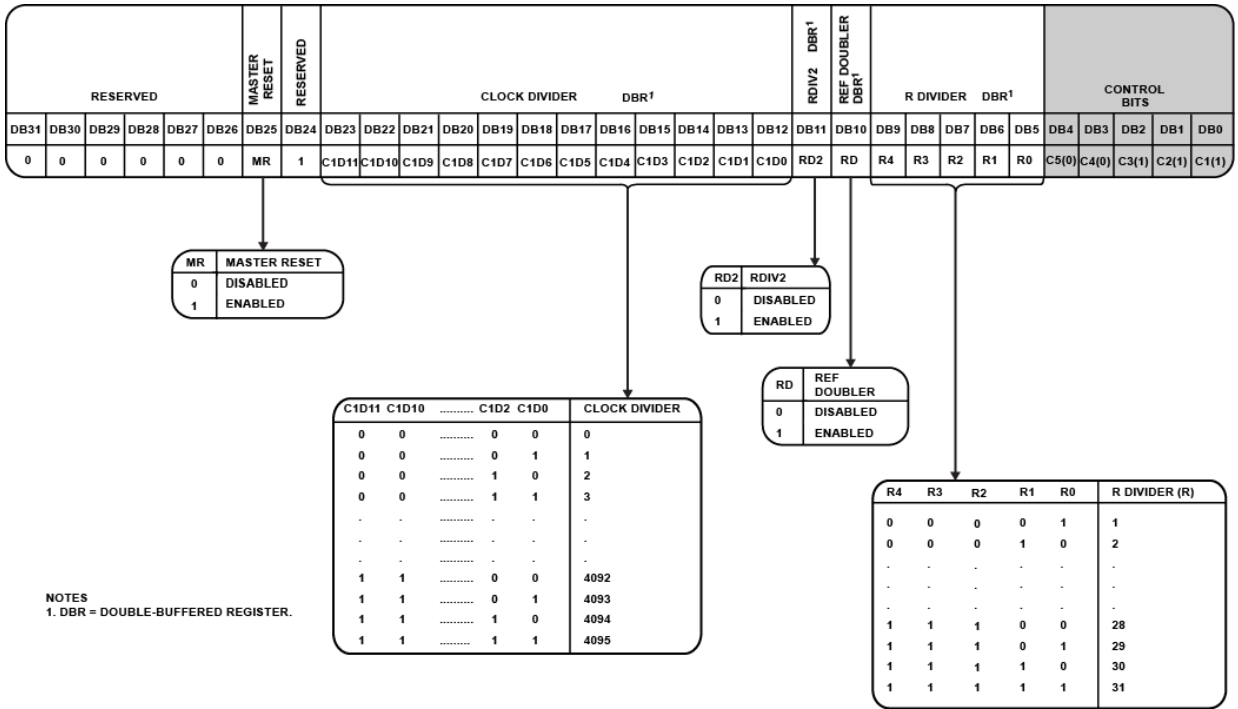 RESERVED
MASTER RESET
RESERVED
CLOCK DIVIDER DBR1
RDIV2 DBR1
REF DOUBLER DBR1
R DIVIDER DBR1
CONTROL BITS
DB31 DB30 DB29 DB28 DB27 DB26 DB25 DB24 DB23 DB22 DB21 DB20 DB19 DB18 DB17 DB16 DB15 DB14 DB13 DB12 DB11 DB10 DB9 DB8 DB7 DB6 DB5 DB4 DB3 DB2 DB1 DB0
0 0 0 0 0 0 MR 1 C1D11 C1D10 C1D9 C1D8 C1D7 C1D6 C1D5 C1D4 C1D3 C1D2 C1D1 C1D0 RD2 RD R4 R3 R2 R1 R0 C5(0) C4(0) C3(1) C2(1) C1(1)
MR MASTER RESET
0 DISABLED
1 ENABLED
RD2 RDIV2
0 DISABLED
1 ENABLED
RD REF DOUBLER
0 DISABLED
1 ENABLED
C1D11 C1D10 .......... C1D2 C1D0 CLOCK DIVIDER
0 0 .......... 0 0 0
0 0 .......... 0 1 1
0 0 .......... 1 0 2
0 0 .......... 1 1 3
. . .......... . . .
. . .......... . . .
. . .......... . . .
1 1 .......... 0 0 4092
1 1 .......... 0 1 4093
1 1 .......... 1 0 4094
1 1 .......... 1 1 4095
R4 R3 R2 R1 R0 R DIVIDER (R)
0 0 0 0 1 1
0 0 0 1 0 2
. . . . . .
. . . . . .
. . . . . .
1 1 1 0 0 28
1 1 1 0 1 29
1 1 1 1 0 30
1 1 1 1 1 31
NOTES
1. DBR = DOUBLE-BUFFERED REGISTER.